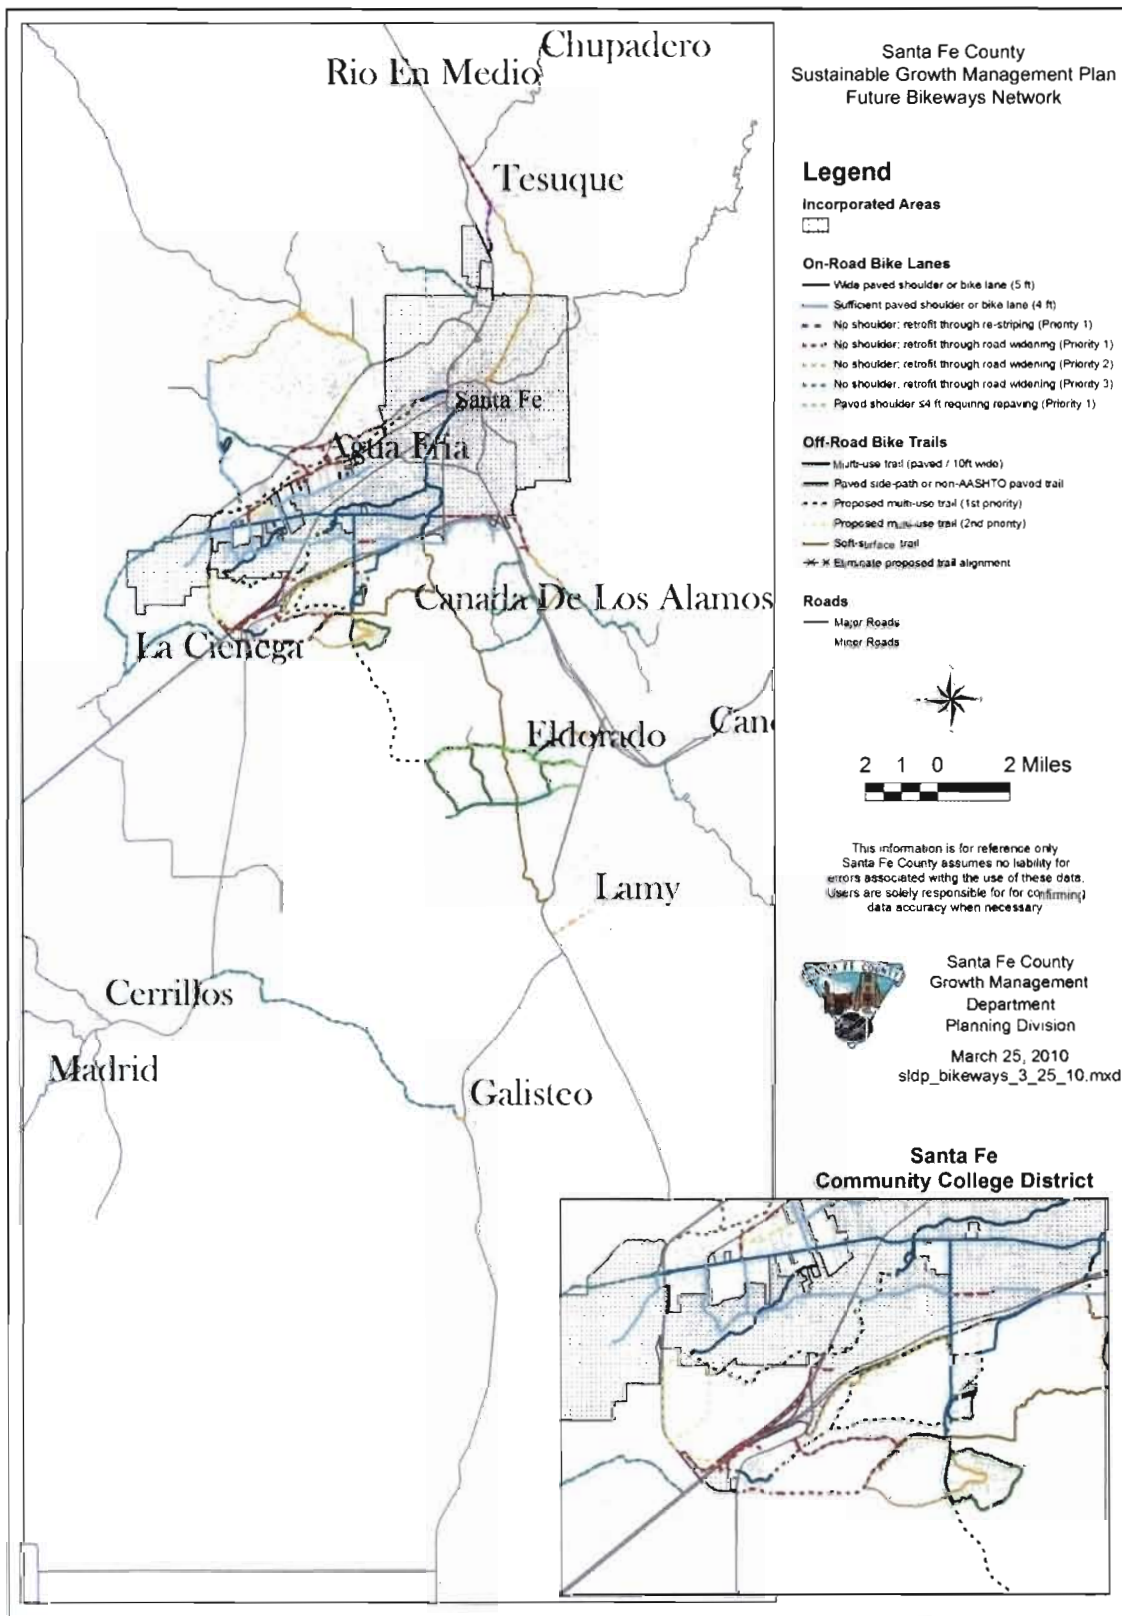 Santa Fe County
Sustainable Growth Management Plan
Future Bikeways Network
Chupadero
Rio En Medio
Tesuque
Santa Fe
Agua Fria
Canada De Los Alamos
La Cienega
Eldorado
Canc
Lamy
Cerrillos
Madrid
Galisteo
Legend
Incorporated Areas
On-Road Bike Lanes
Wide paved shoulder or bike lane (5 ft)
Sufficient paved shoulder or bike lane (4 ft)
No shoulder: retrofit through re-striping (Priority 1)
No shoulder: retrofit through road widening (Priority 1)
No shoulder: retrofit through road widening (Priority 2)
No shoulder: retrofit through road widening (Priority 3)
Paved shoulder ≤4 ft requiring repaving (Priority 1)
Off-Road Bike Trails
Multi-use trail (paved / 10ft wide)
Paved side-path or non-AASHTO paved trail
Proposed multi-use trail (1st priority)
Proposed multi-use trail (2nd priority)
Soft-surface trail
Eliminate proposed trail alignment
Roads
Major Roads
Minor Roads
2 1 0 2 Miles
This information is for reference only
Santa Fe County assumes no liability for
errors associated withg the use of these data.
Users are solely responsible for for confirming
data accuracy when necessary
SANTA FE COUNTY
Santa Fe County
Growth Management
Department
Planning Division
March 25, 2010
sldp_bikeways_3_25_10.mxd
Santa Fe
Community College District